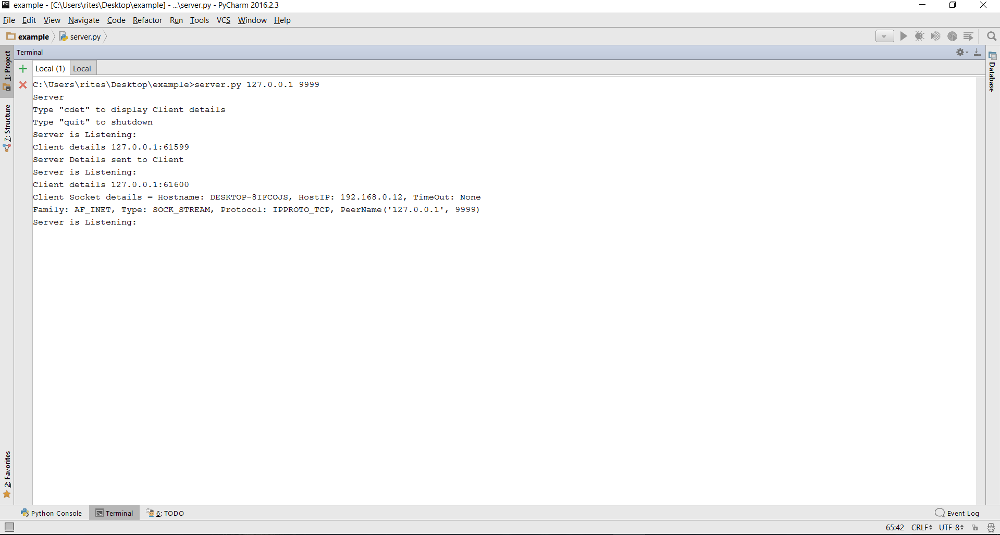 example - [C:\Users\rites\Desktop\example] - ...\server.py - PyCharm 2016.2.3
File Edit View Navigate Code Refactor Run Tools VCS Window Help
example server.py
Terminal
Local (1) Local
C:\Users\rites\Desktop\example>server.py 127.0.0.1 9999
Server
Type "cdet" to display Client details
Type "quit" to shutdown
Server is Listening:
Client details 127.0.0.1:61599
Server Details sent to Client
Server is Listening:
Client details 127.0.0.1:61600
Client Socket details = Hostname: DESKTOP-8IFCOJS, HostIP: 192.168.0.12, TimeOut: None
Family: AF_INET, Type: SOCK_STREAM, Protocol: IPPROTO_TCP, PeerName('127.0.0.1', 9999)
Server is Listening:
1: Project
7: Structure
2: Favorites
Database
Python Console Terminal 6: TODO Event Log
65:42 CRLF UTF-8